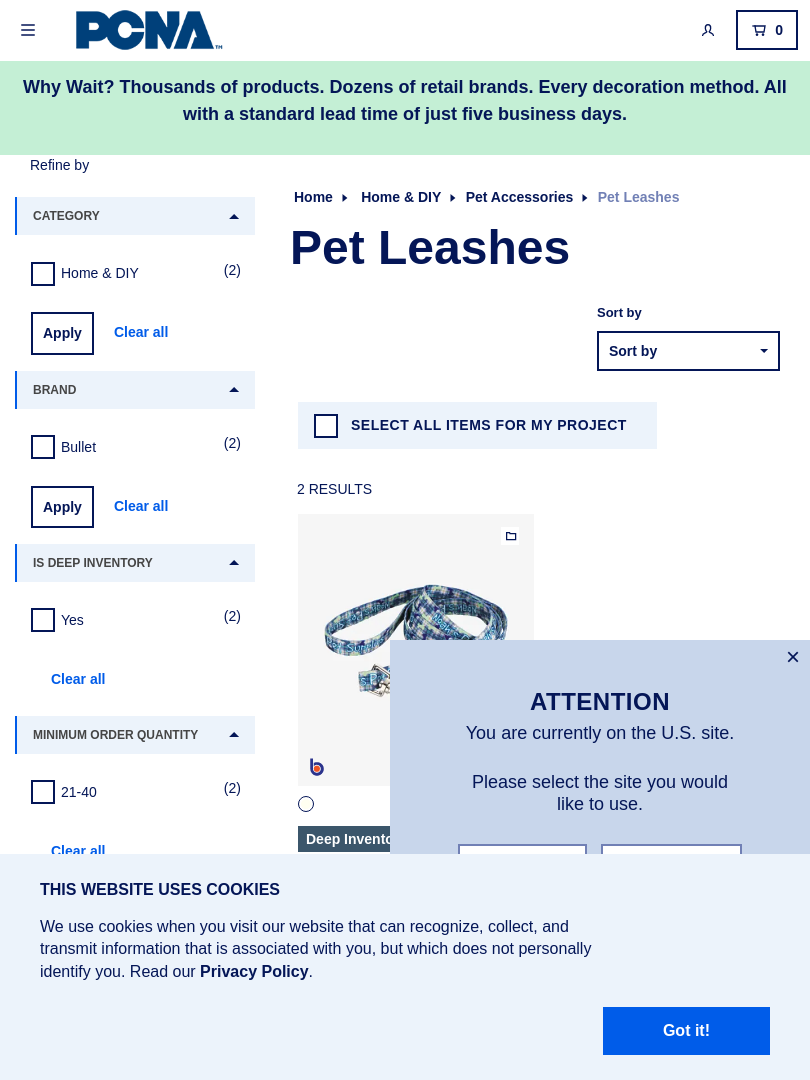 PCNA™
0
Why Wait? Thousands of products. Dozens of retail brands. Every decoration method. All
with a standard lead time of just five business days.
Refine by
CATEGORY
Home & DIY
(2)
Apply
Clear all
BRAND
Bullet
(2)
Apply
Clear all
IS DEEP INVENTORY
Yes
(2)
Clear all
MINIMUM ORDER QUANTITY
21-40
(2)
Clear all
Home
Home & DIY
Pet Accessories
Pet Leashes
Pet Leashes
Sort by
Sort by
SELECT ALL ITEMS FOR MY PROJECT
2 RESULTS
b
ATTENTION
You are currently on the U.S. site.
Please select the site you would
like to use.
THIS WEBSITE USES COOKIES
We use cookies when you visit our website that can recognize, collect, and
transmit information that is associated with you, but which does not personally
identify you. Read our Privacy Policy.
Got it!